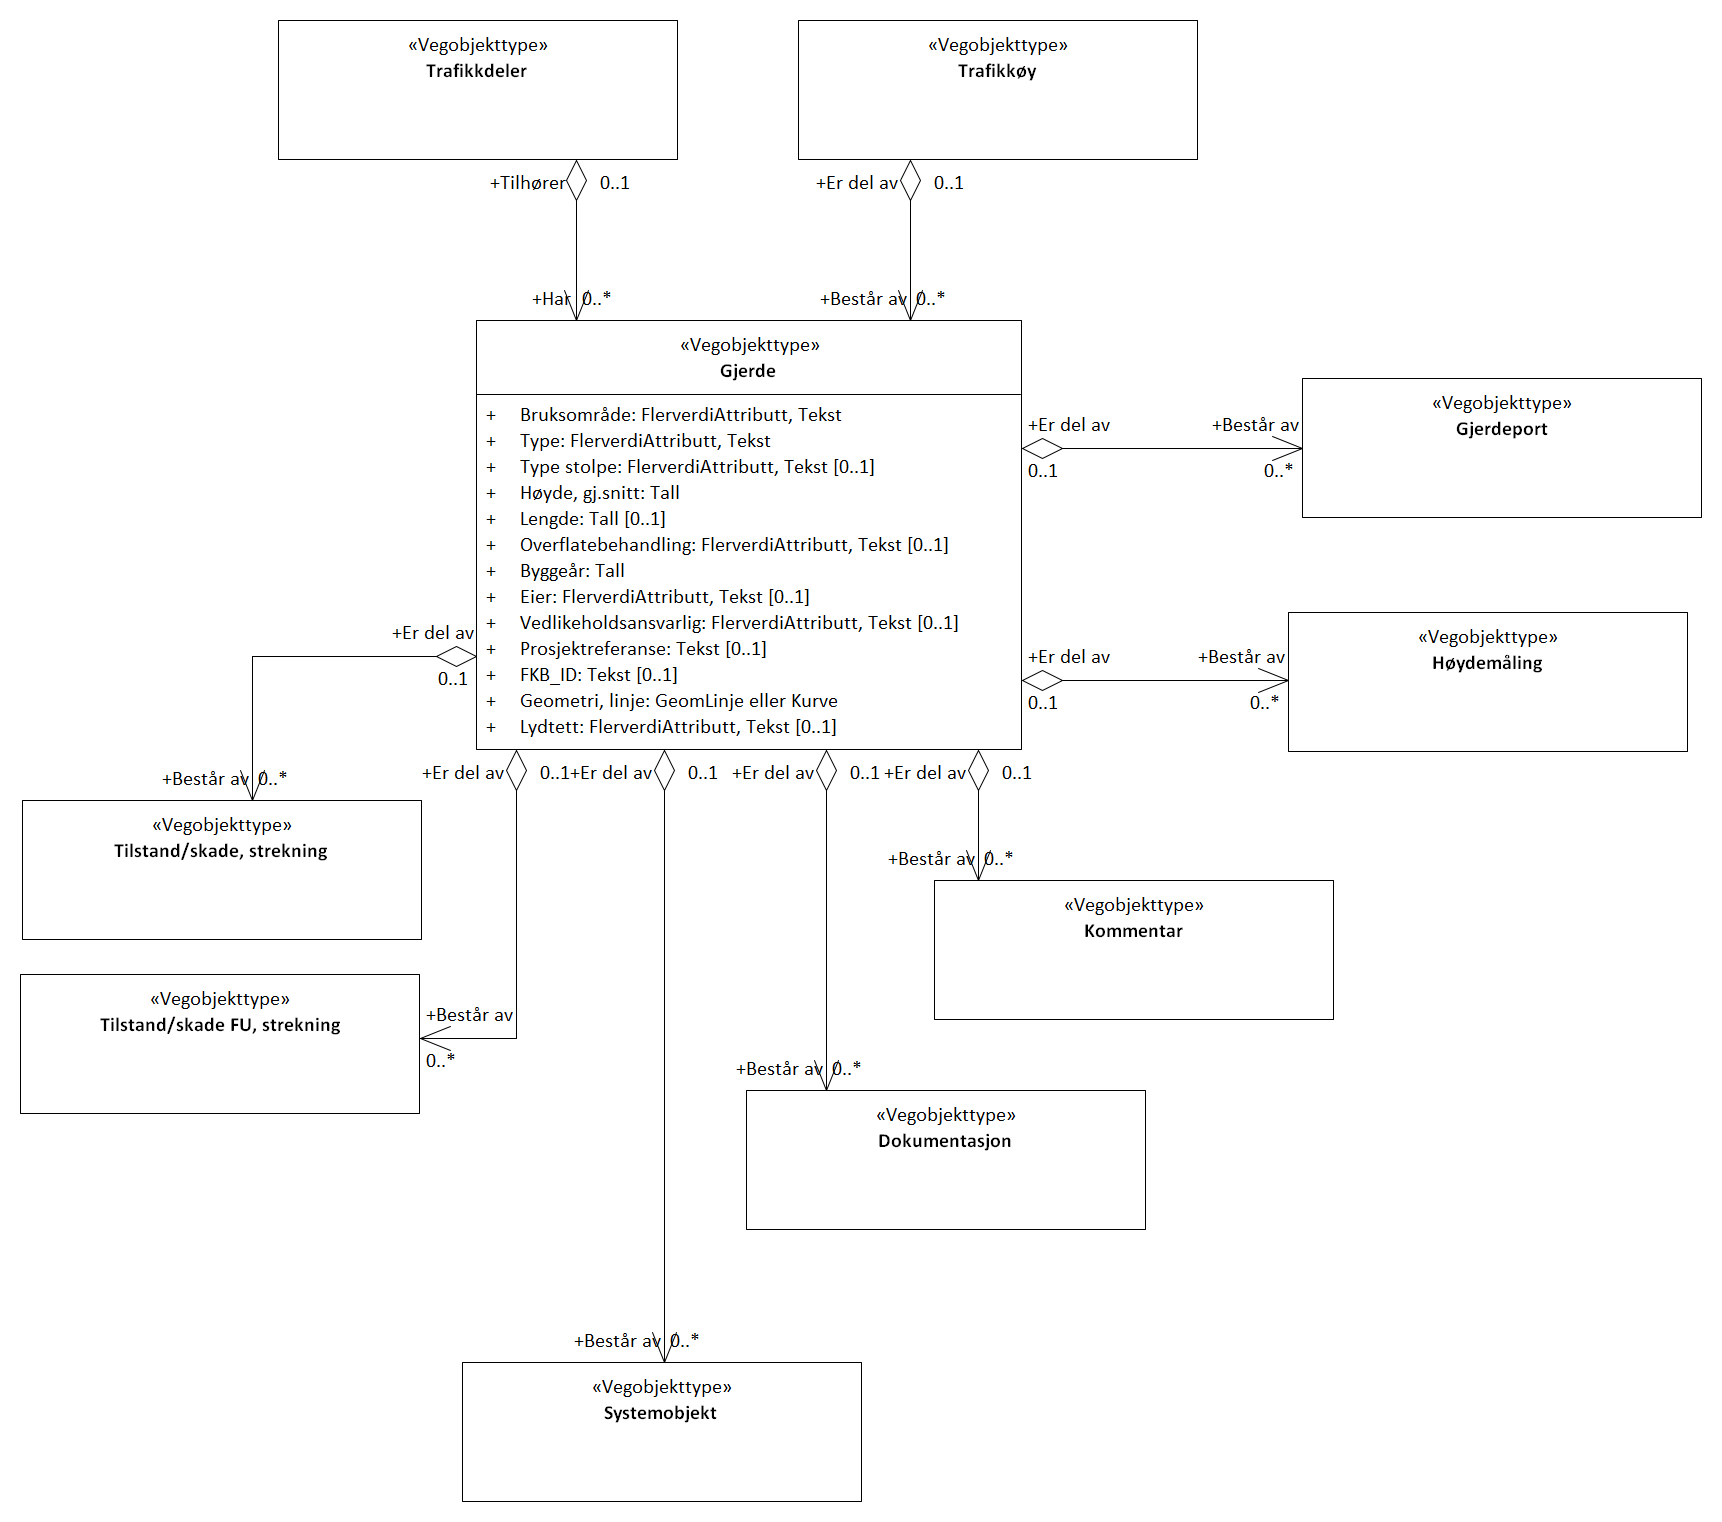 «Vegobjekttype»
Trafikkdeler
«Vegobjekttype»
Trafikkøy
+Tilhører 0..1
+Er del av 0..1
+Har 0..*
+Består av 0..*
«Vegobjekttype»
Gjerde
+ Bruksområde: FlerverdiAttributt, Tekst
+ Type: FlerverdiAttributt, Tekst
+ Type stolpe: FlerverdiAttributt, Tekst [0..1]
+ Høyde, gj.snitt: Tall
+ Lengde: Tall [0..1]
+ Overflatebehandling: FlerverdiAttributt, Tekst [0..1]
+ Byggeår: Tall
+ Eier: FlerverdiAttributt, Tekst [0..1]
+ Vedlikeholdsansvarlig: FlerverdiAttributt, Tekst [0..1]
+ Prosjektreferanse: Tekst [0..1]
+ FKB_ID: Tekst [0..1]
+ Geometri, linje: GeomLinje eller Kurve
+ Lydtett: FlerverdiAttributt, Tekst [0..1]
+Er del av +Består av
0..1 0..*
«Vegobjekttype»
Gjerdeport
+Er del av +Består av
0..1 0..*
«Vegobjekttype»
Høydemåling
+Er del av
0..1
+Består av 0..*
«Vegobjekttype»
Tilstand/skade, strekning
+Er del av 0..1
+Er del av 0..1
+Er del av 0..1
+Er del av 0..1
+Består av 0..*
«Vegobjekttype»
Kommentar
«Vegobjekttype»
Tilstand/skade FU, strekning
+Består av
0..*
+Består av 0..*
«Vegobjekttype»
Dokumentasjon
+Består av 0..*
«Vegobjekttype»
Systemobjekt